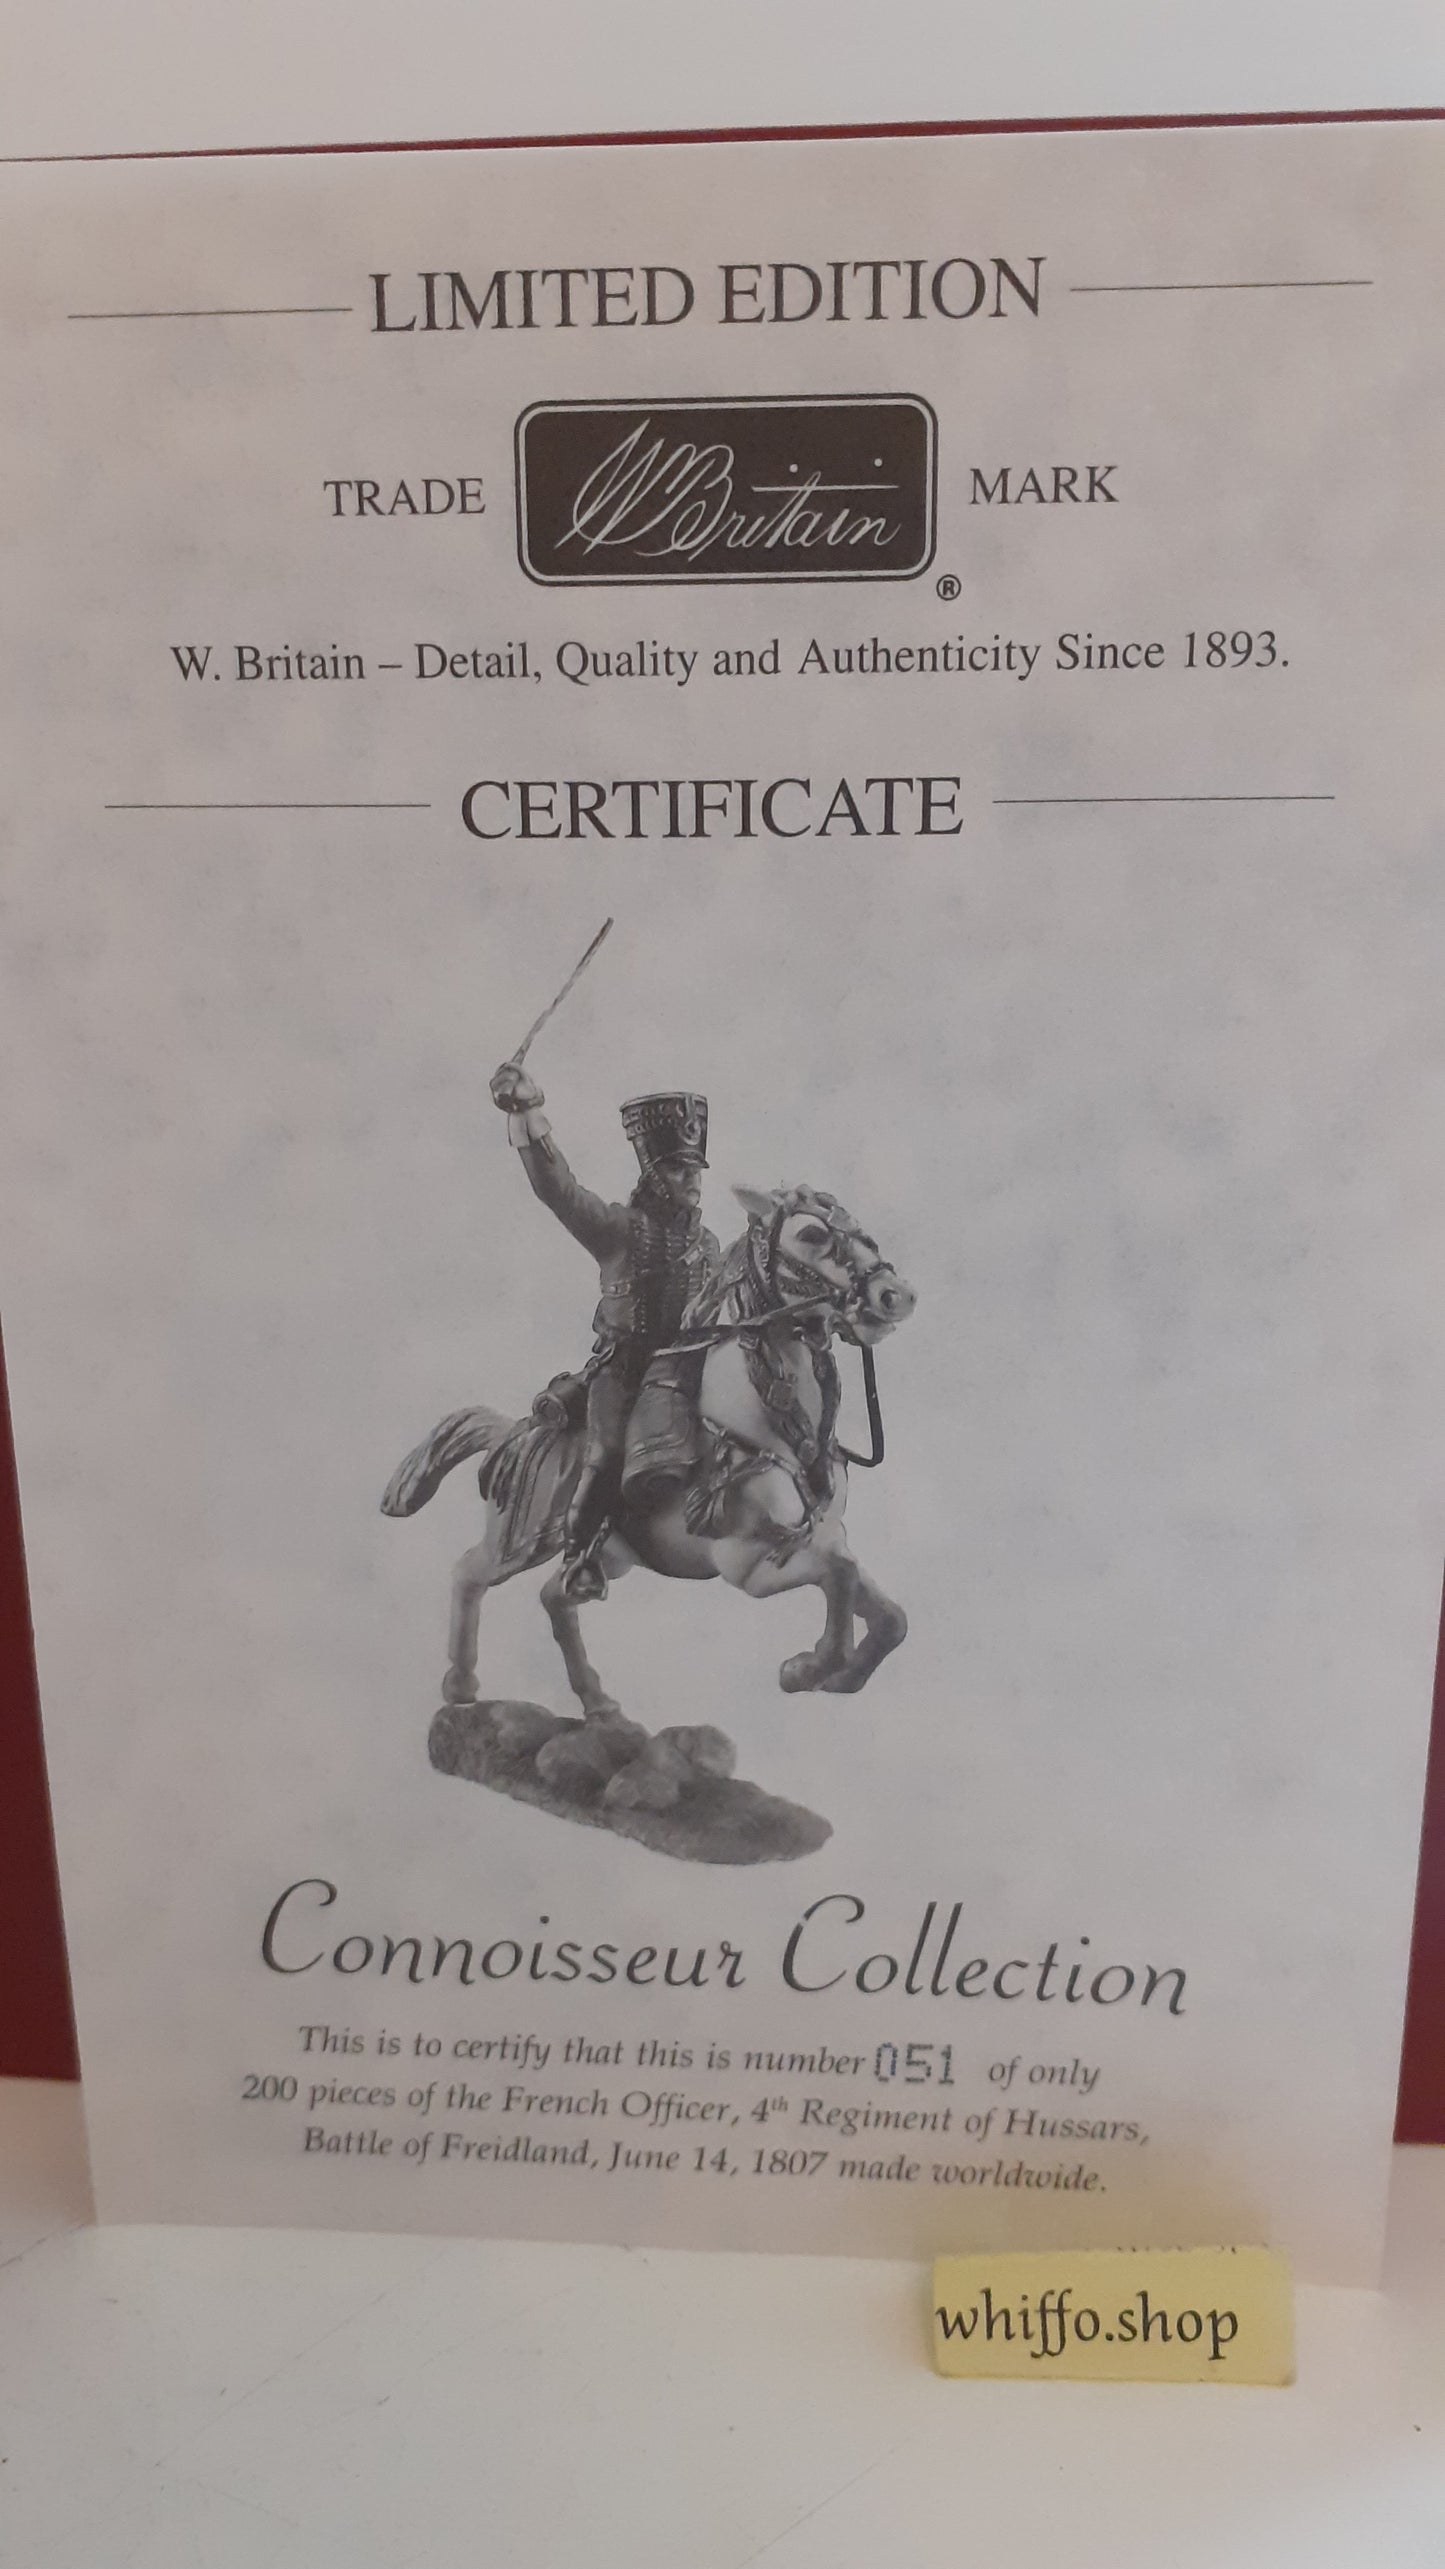 LIMITED EDITION
TRADE WBritain MARK
®
W. Britain – Detail, Quality and Authenticity Since 1893.
CERTIFICATE
Connoisseur Collection
This is to certify that this is number 051 of only
200 pieces of the French Officer, 4th Regiment of Hussars,
Battle of Freidland, June 14, 1807 made worldwide.
whiffo.shop